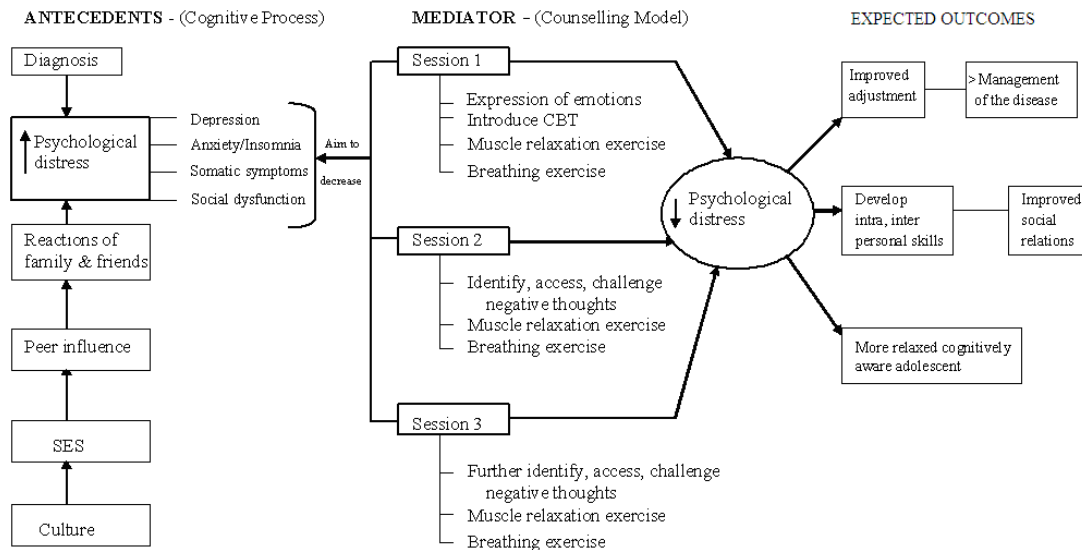 ANTECEDENTS - (Cognitive Process)
Diagnosis
Psychological
distress
Depression
Anxiety/Insomnia
Somatic symptoms
Social dysfunction
Reactions of
family & friends
Peer influence
SES
Culture
Aim to
decrease
MEDIATOR - (Counselling Model)
Session 1
Expression of emotions
Introduce CBT
Muscle relaxation exercise
Breathing exercise
Session 2
Identify, access, challenge
negative thoughts
Muscle relaxation exercise
Breathing exercise
Session 3
Further identify, access, challenge
negative thoughts
Muscle relaxation exercise
Breathing exercise
Psychological
distress
EXPECTED OUTCOMES
Improved
adjustment
> Management
of the disease
Develop
intra, inter
personal skills
Improved
social
relations
More relaxed cognitively
aware adolescent